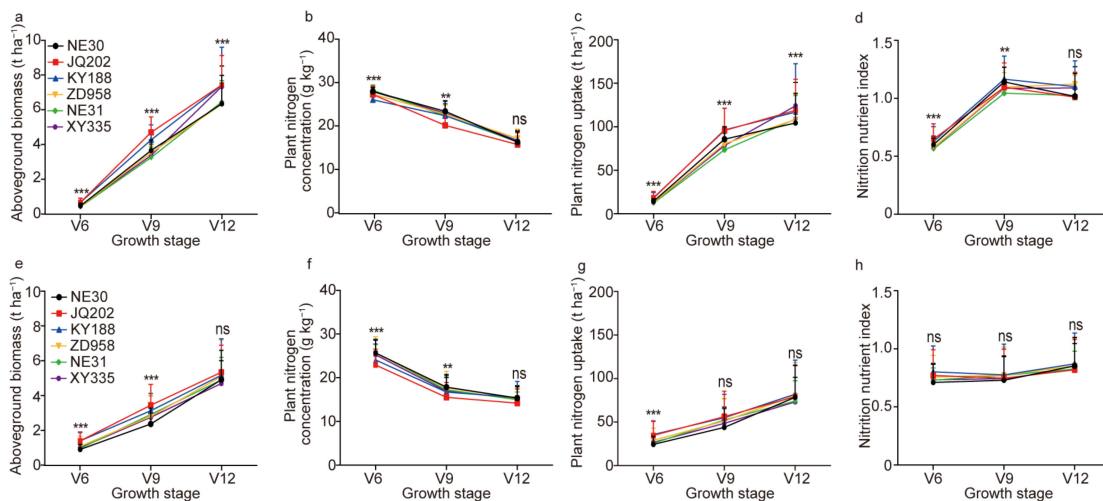 a
Aboveground biomass (t ha⁻¹)
10
8
6
4
2
0
NE30
JQ202
KY188
ZD958
NE31
XY335
***
***
***
V6 V9 V12
Growth stage
b
Plant nitrogen
concentration (g kg⁻¹)
40
30
20
10
0
***
**
ns
V6 V9 V12
Growth stage
c
Plant nitrogen uptake (t ha⁻¹)
200
150
100
50
0
***
***
***
V6 V9 V12
Growth stage
d
Nitrition nutrient index
1.5
1.0
0.5
0
***
**
ns
V6 V9 V12
Growth stage
e
Aboveground biomass (t ha⁻¹)
10
8
6
4
2
0
NE30
JQ202
KY188
ZD958
NE31
XY335
***
***
ns
V6 V9 V12
Growth stage
f
Plant nitrogen
concentration (g kg⁻¹)
40
30
20
10
0
***
**
ns
V6 V9 V12
Growth stage
g
Plant nitrogen uptake (t ha⁻¹)
200
150
100
50
0
***
ns
ns
V6 V9 V12
Growth stage
h
Nitrition nutrient index
1.5
1.0
0.5
0
ns
ns
ns
V6 V9 V12
Growth stage